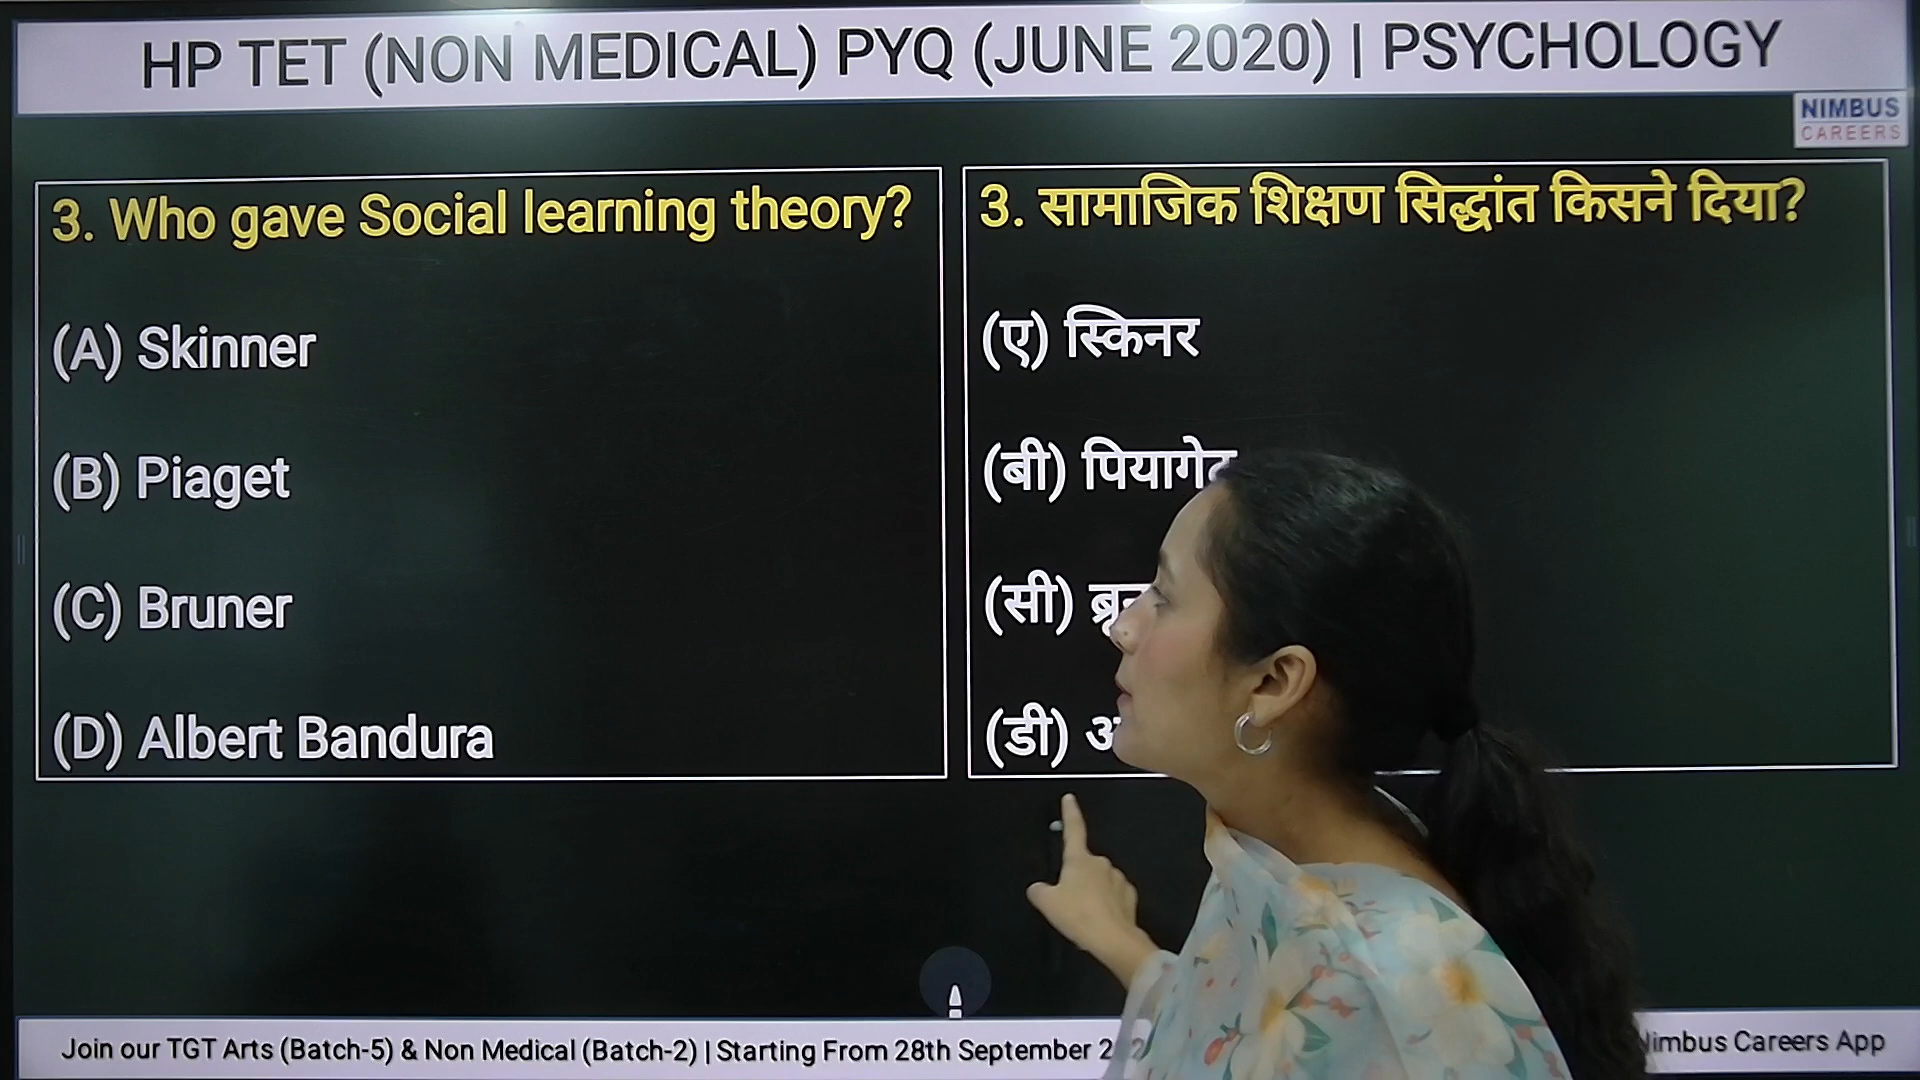 HP TET (NON MEDICAL) PYQ (JUNE 2020) | PSYCHOLOGY
NIMBUS
CAREERS
3. Who gave Social learning theory?
(A) Skinner
(B) Piaget
(C) Bruner
(D) Albert Bandura
3. सामाजिक शिक्षण सिद्धांत किसने दिया?
(ए) स्किनर
(बी) पियागेट
(सी)
(डी)
Join our TGT Arts (Batch-5) & Non Medical (Batch-2) | Starting From 28th September
Nimbus Careers App